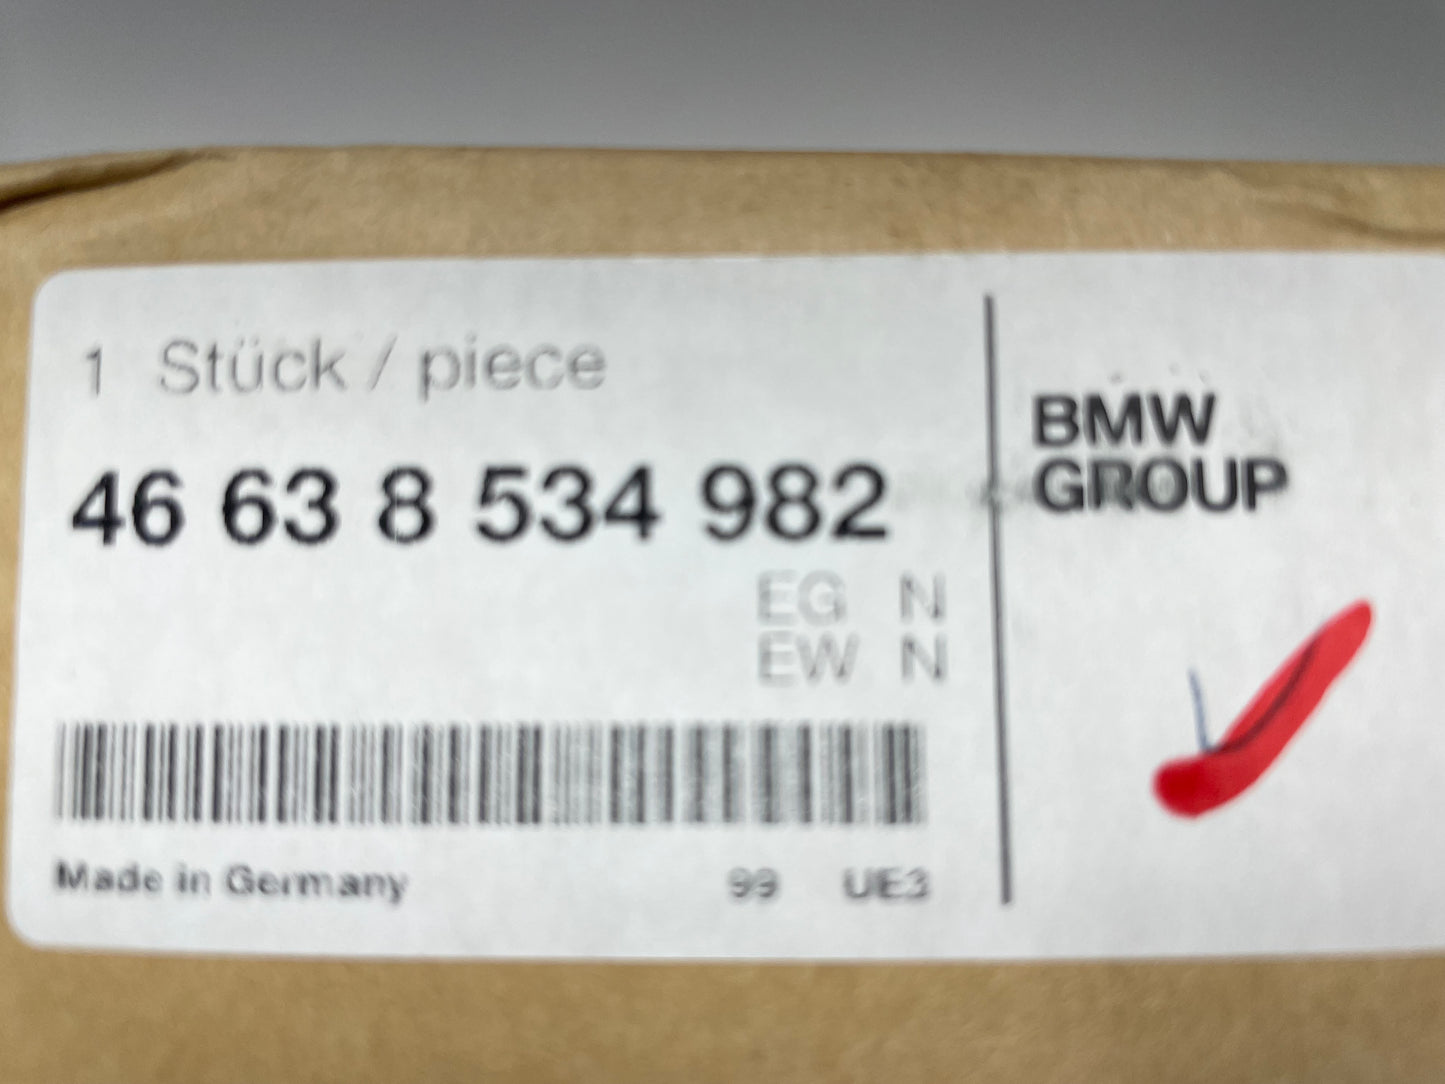 1 Stück / piece
46 63 8 534 982
EG N
EW N
Made in Germany 99 UE3
BMW
GROUP